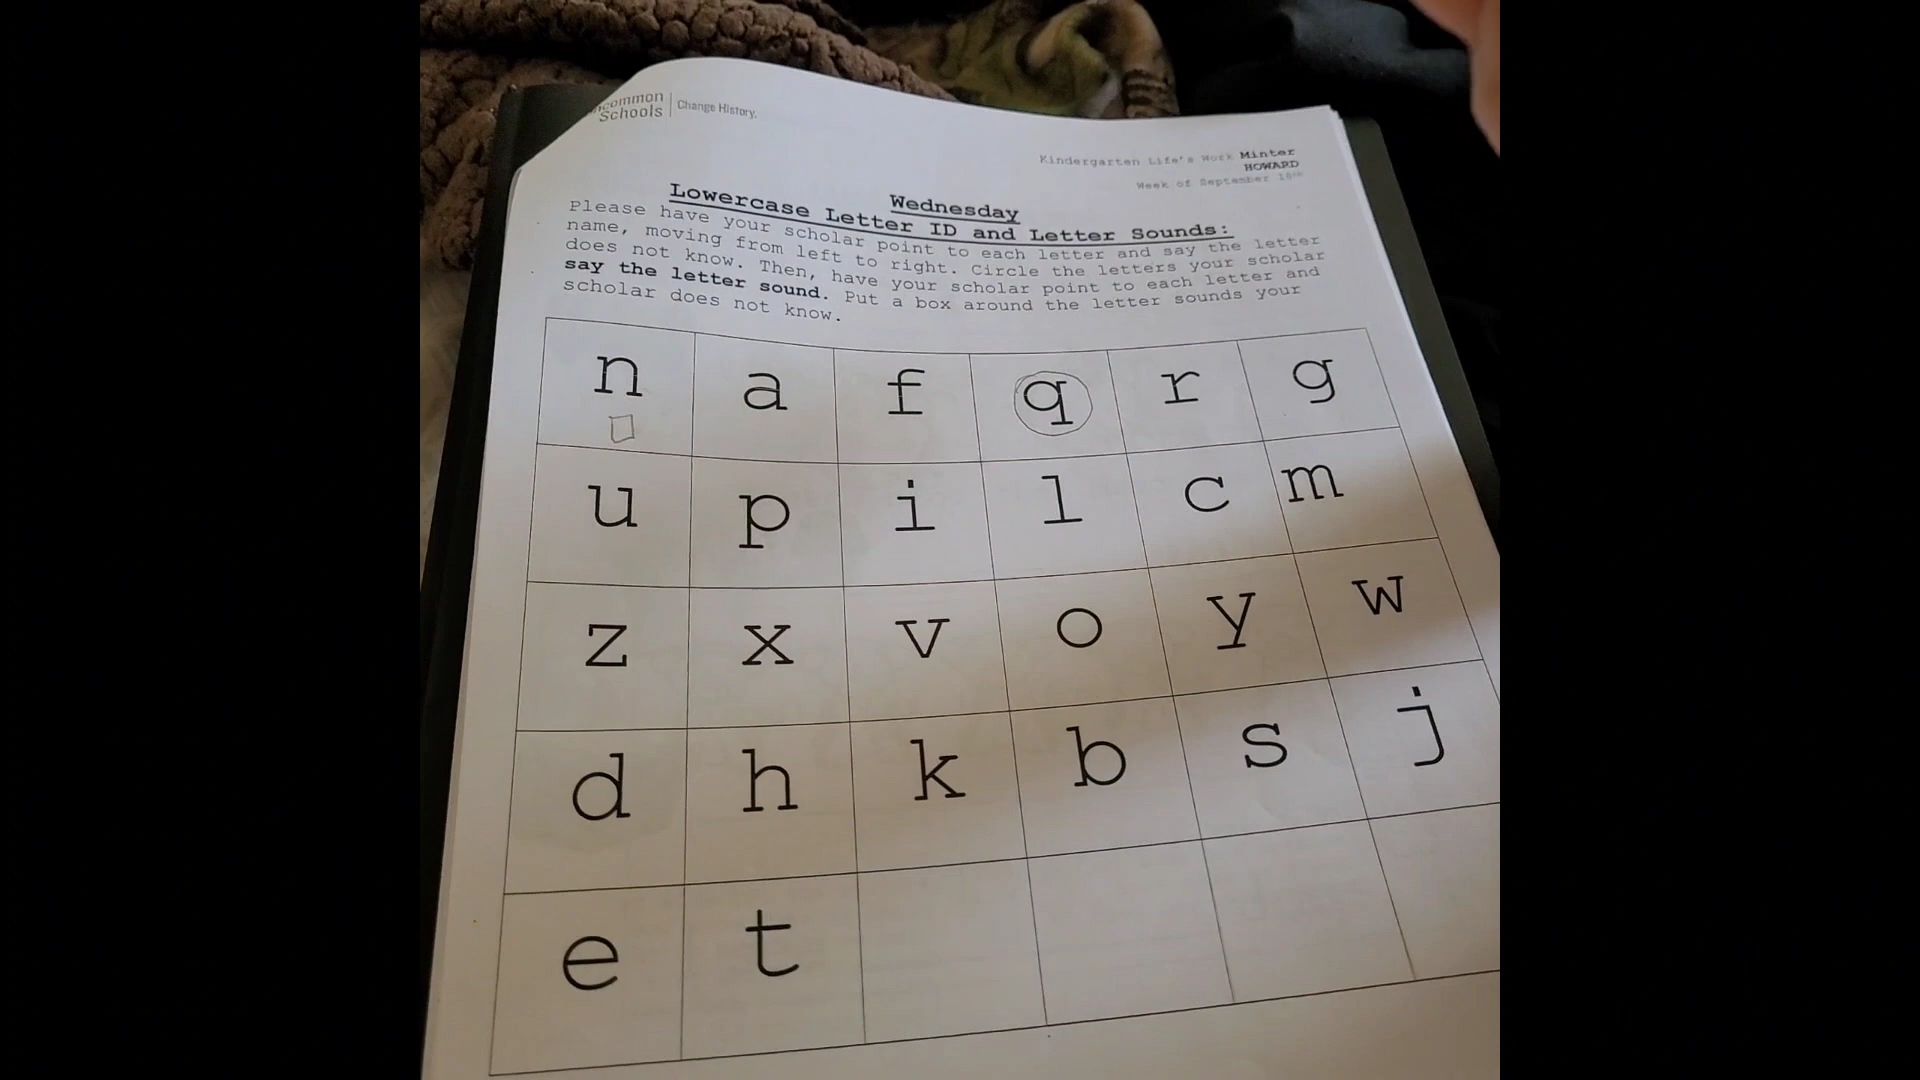 ncommon
Schools
Change History.
Kindergarten Life's Work Minter
HOWARD
Week of September 18th
Wednesday
Lowercase Letter ID and Letter Sounds:
Please have your scholar point to each letter and say the letter
name, moving from left to right. Circle the letters your scholar
does not know. Then, have your scholar point to each letter and
say the letter sound. Put a box around the letter sounds your
scholar does not know.
n a f q r g
u p i l c m
z x v o y w
d h k b s j
e t